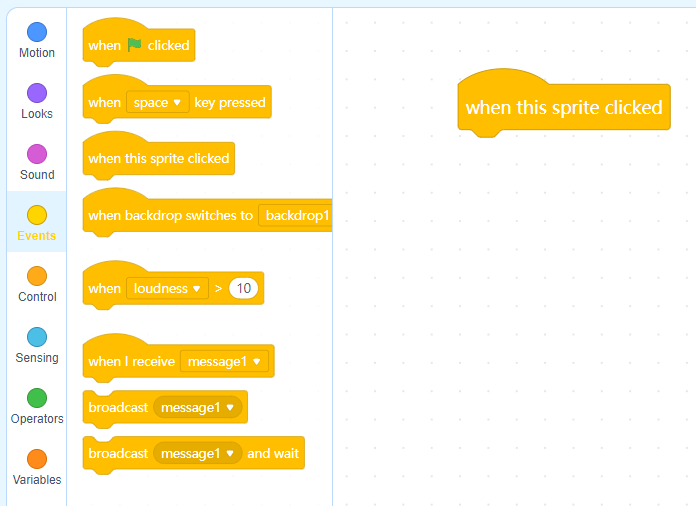 Motion
Looks
Sound
Events
Control
Sensing
Operators
Variables
when clicked
when space key pressed
when this sprite clicked
when backdrop switches to backdrop1
when loudness > 10
when I receive message1
broadcast message1
broadcast message1 and wait
when this sprite clicked